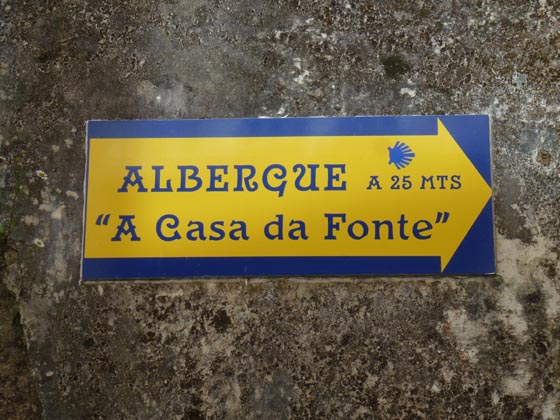 ALBERGUE A 25 MTS
“A Casa da Fonte”